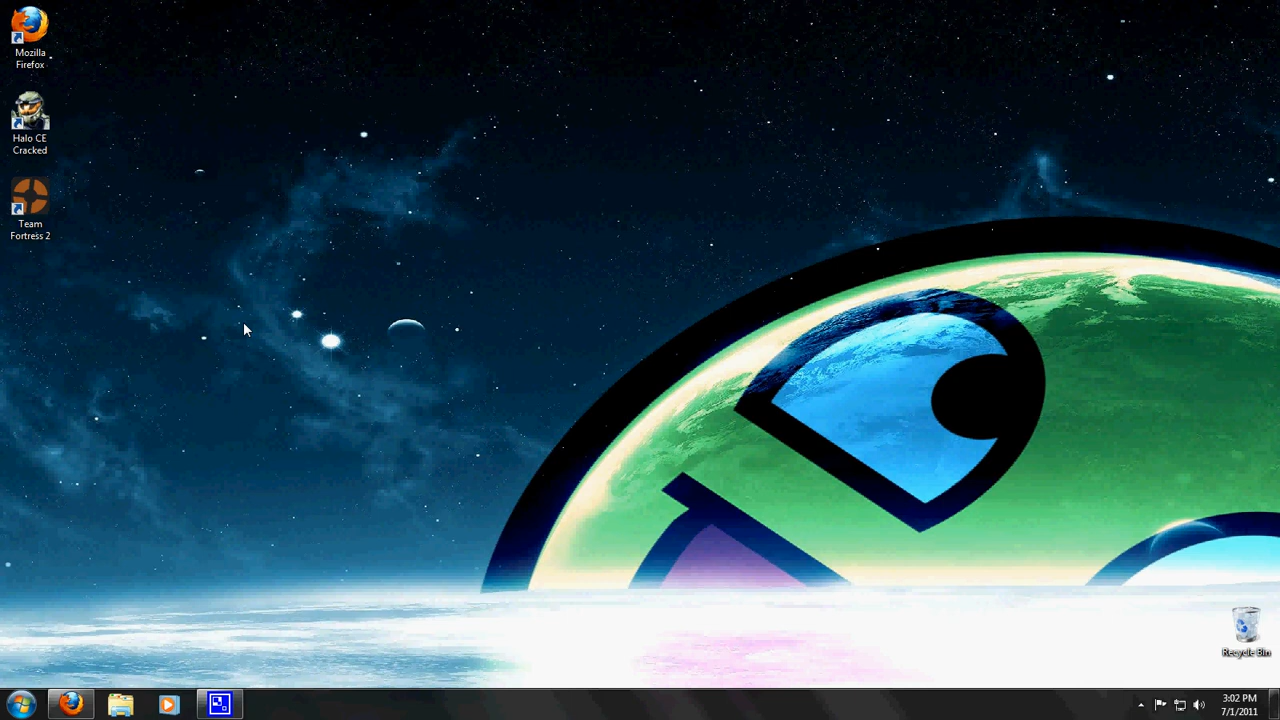 Mozilla
Firefox
Halo CE
Cracked
Team
Fortress 2
Recycle Bin
3:02 PM
7/1/2011